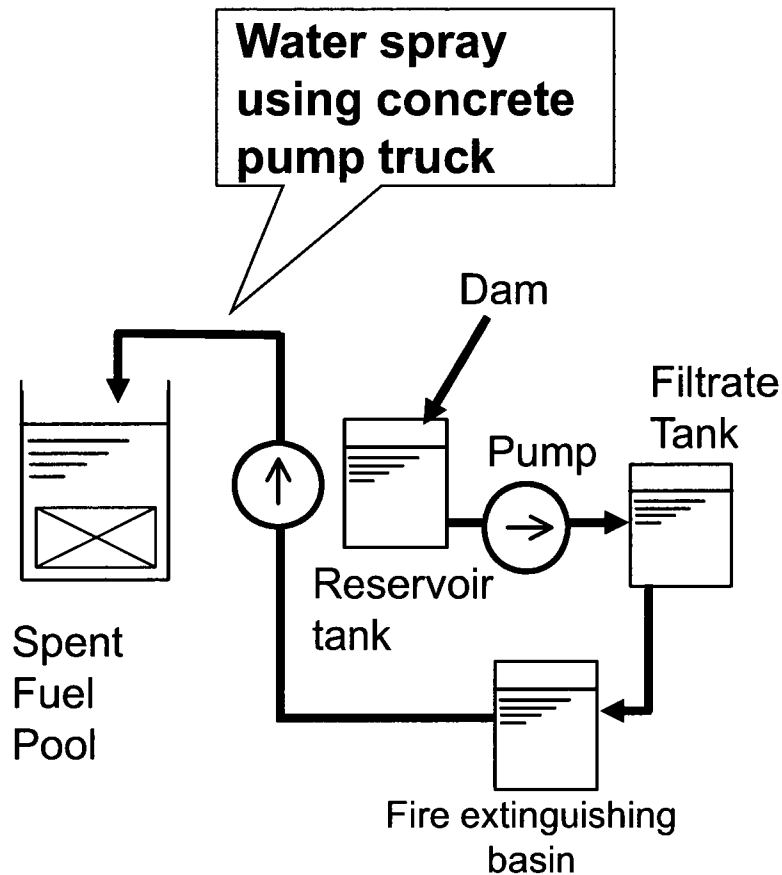 Water spray
using concrete
pump truck
Dam
Filtrate
Tank
Pump
Reservoir
tank
Spent
Fuel
Pool
Fire extinguishing
basin